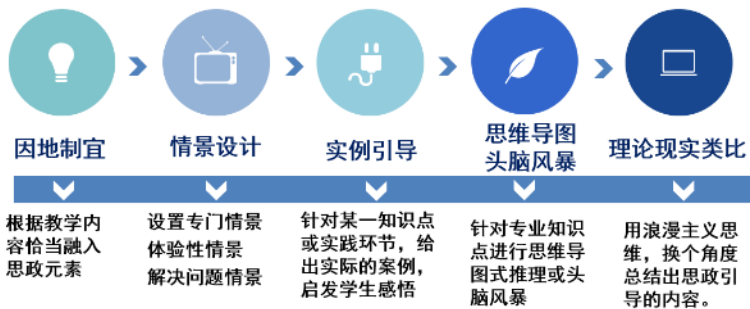 因地制宜
情景设计
实例引导
思维导图
头脑风暴
理论现实类比
根据教学内
容恰当融入
思政元素
设置专门情景
体验性情景
解决问题情景
针对某一知识点
或实践环节，给
出实际的案例，
启发学生感悟
针对专业知识
点进行思维导
图式推理或头
脑风暴
用浪漫主义思
维，换个角度
总结出思政引
导的内容。